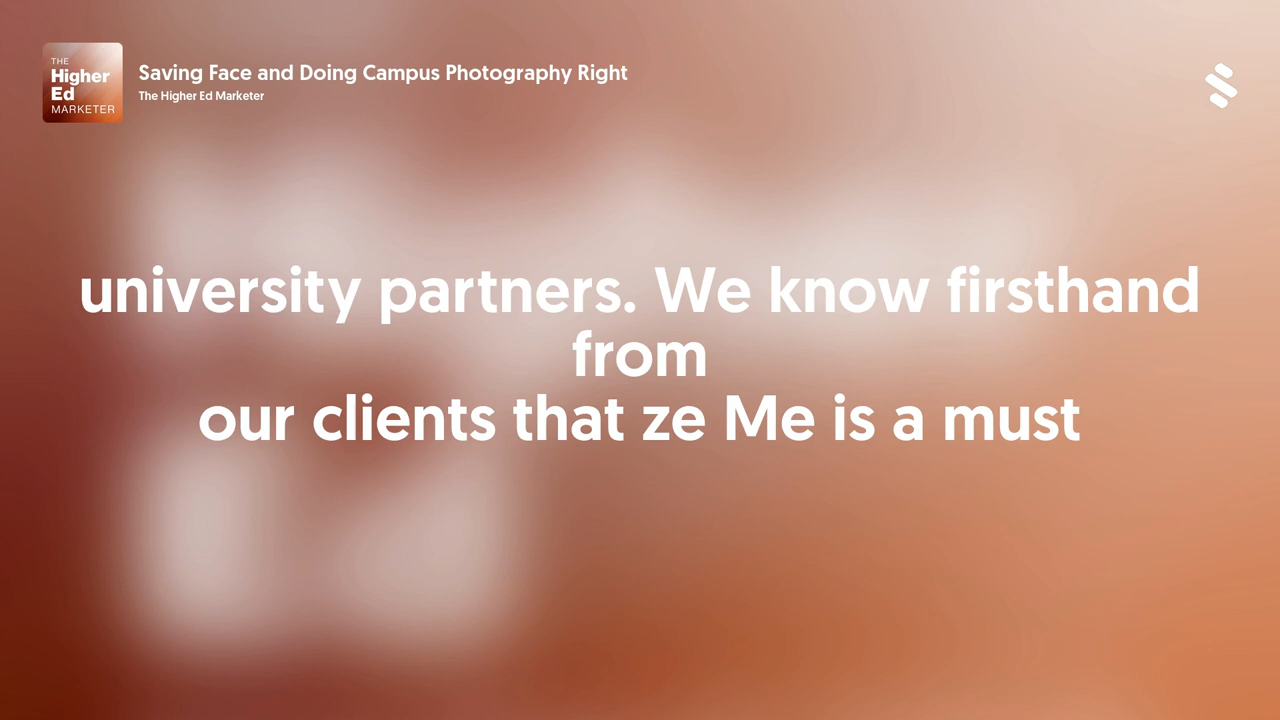 THE
Higher
Ed
MARKETER
Saving Face and Doing Campus Photography Right
The Higher Ed Marketer
university partners. We know firsthand
from
our clients that ze Me is a must